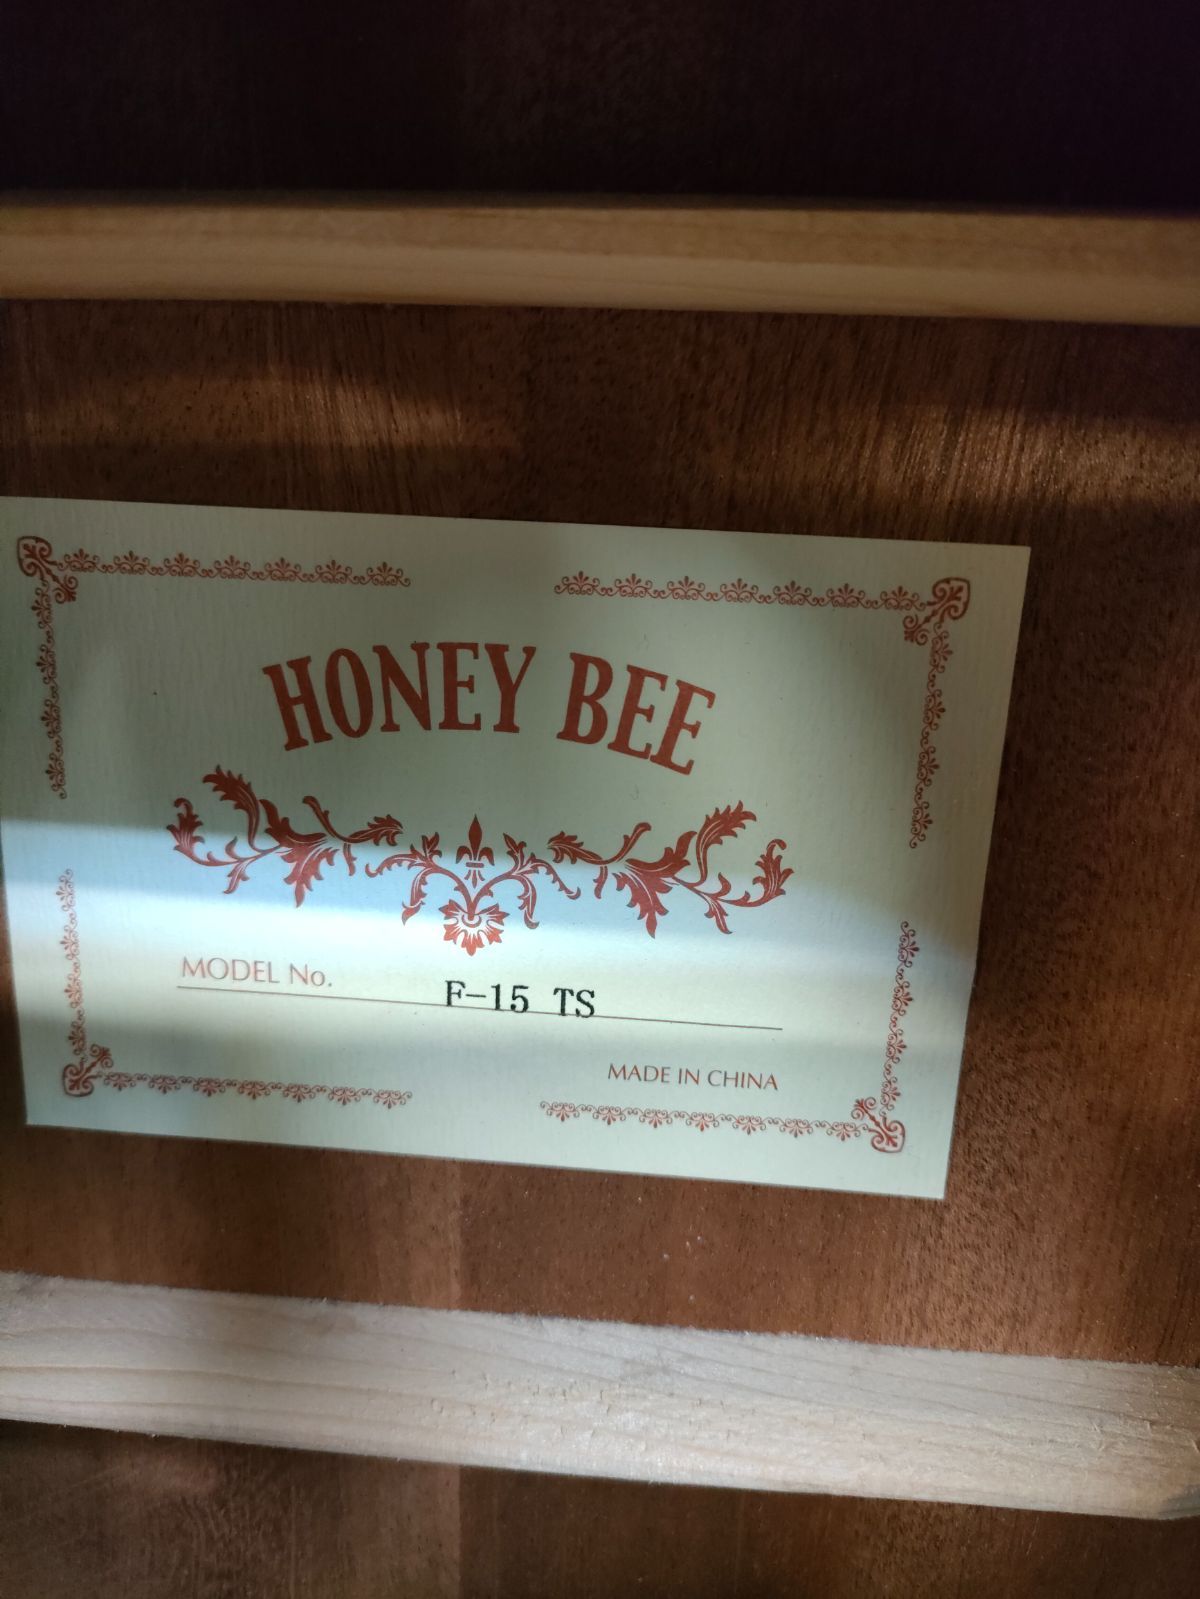 HONEY BEE
MODEL No. F-15 TS
MADE IN CHINA